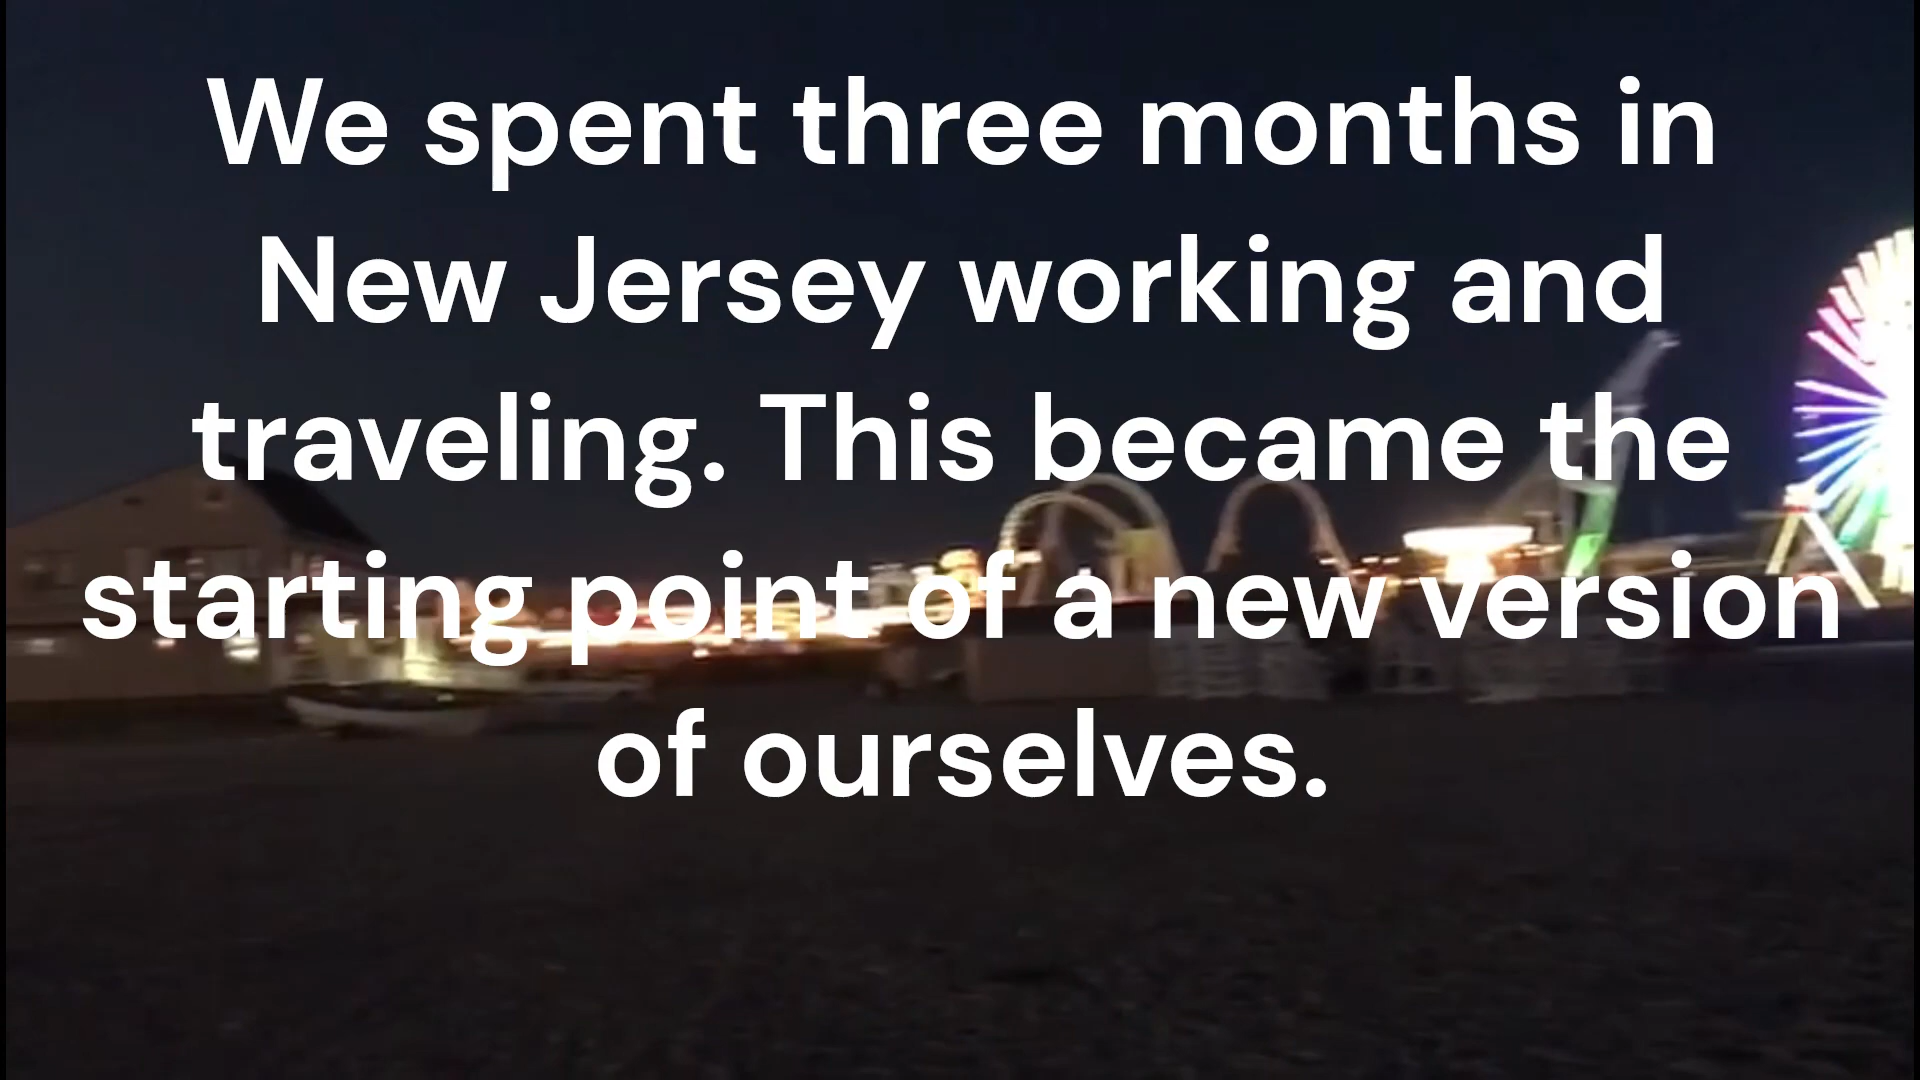 We spent three months in
New Jersey working and
traveling. This became the
starting point of a new version
of ourselves.